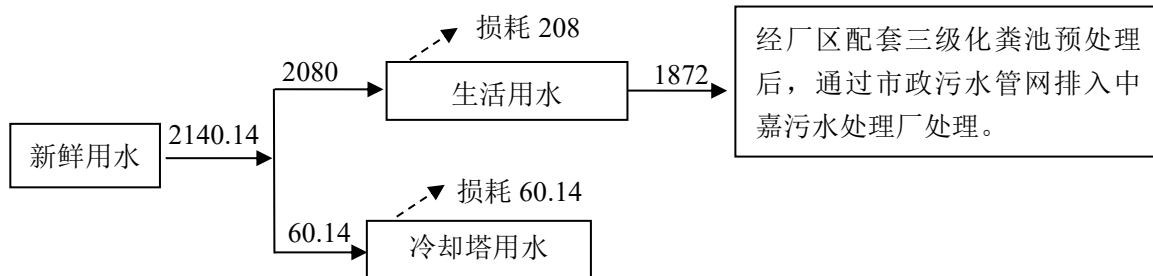 损耗 208
2080
生活用水
1872
经厂区配套三级化粪池预处理
后，通过市政污水管网排入中
嘉污水处理厂处理。
新鲜用水
2140.14
损耗 60.14
60.14
冷却塔用水